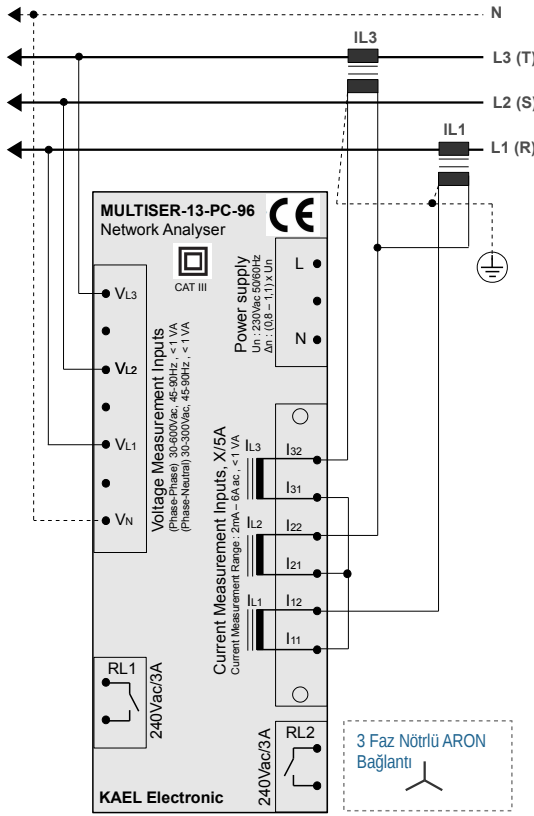 N
IL3
L3 (T)
L2 (S)
IL1
L1 (R)
MULTISER-13-PC-96
Network Analyser
CE
CAT III
Power supply
Un : 230Vac 50/60Hz
Δn : (0,8 – 1,1) x Un
L
N
VL3
VL2
VL1
VN
Voltage Measurement Inputs
(Phase-Phase) 30-600Vac, 45-90Hz , < 1 VA
(Phase-Neutral) 30-300Vac, 45-90Hz , < 1 VA
Current Measurement Inputs, X/5A
Current Measurement Range : 2mA – 6A ac , < 1 VA
IL3
I32
I31
IL2
I22
I21
IL1
I12
I11
RL1
240Vac/3A
RL2
240Vac/3A
KAEL Electronic
3 Faz Nötrlü ARON
Bağlantı